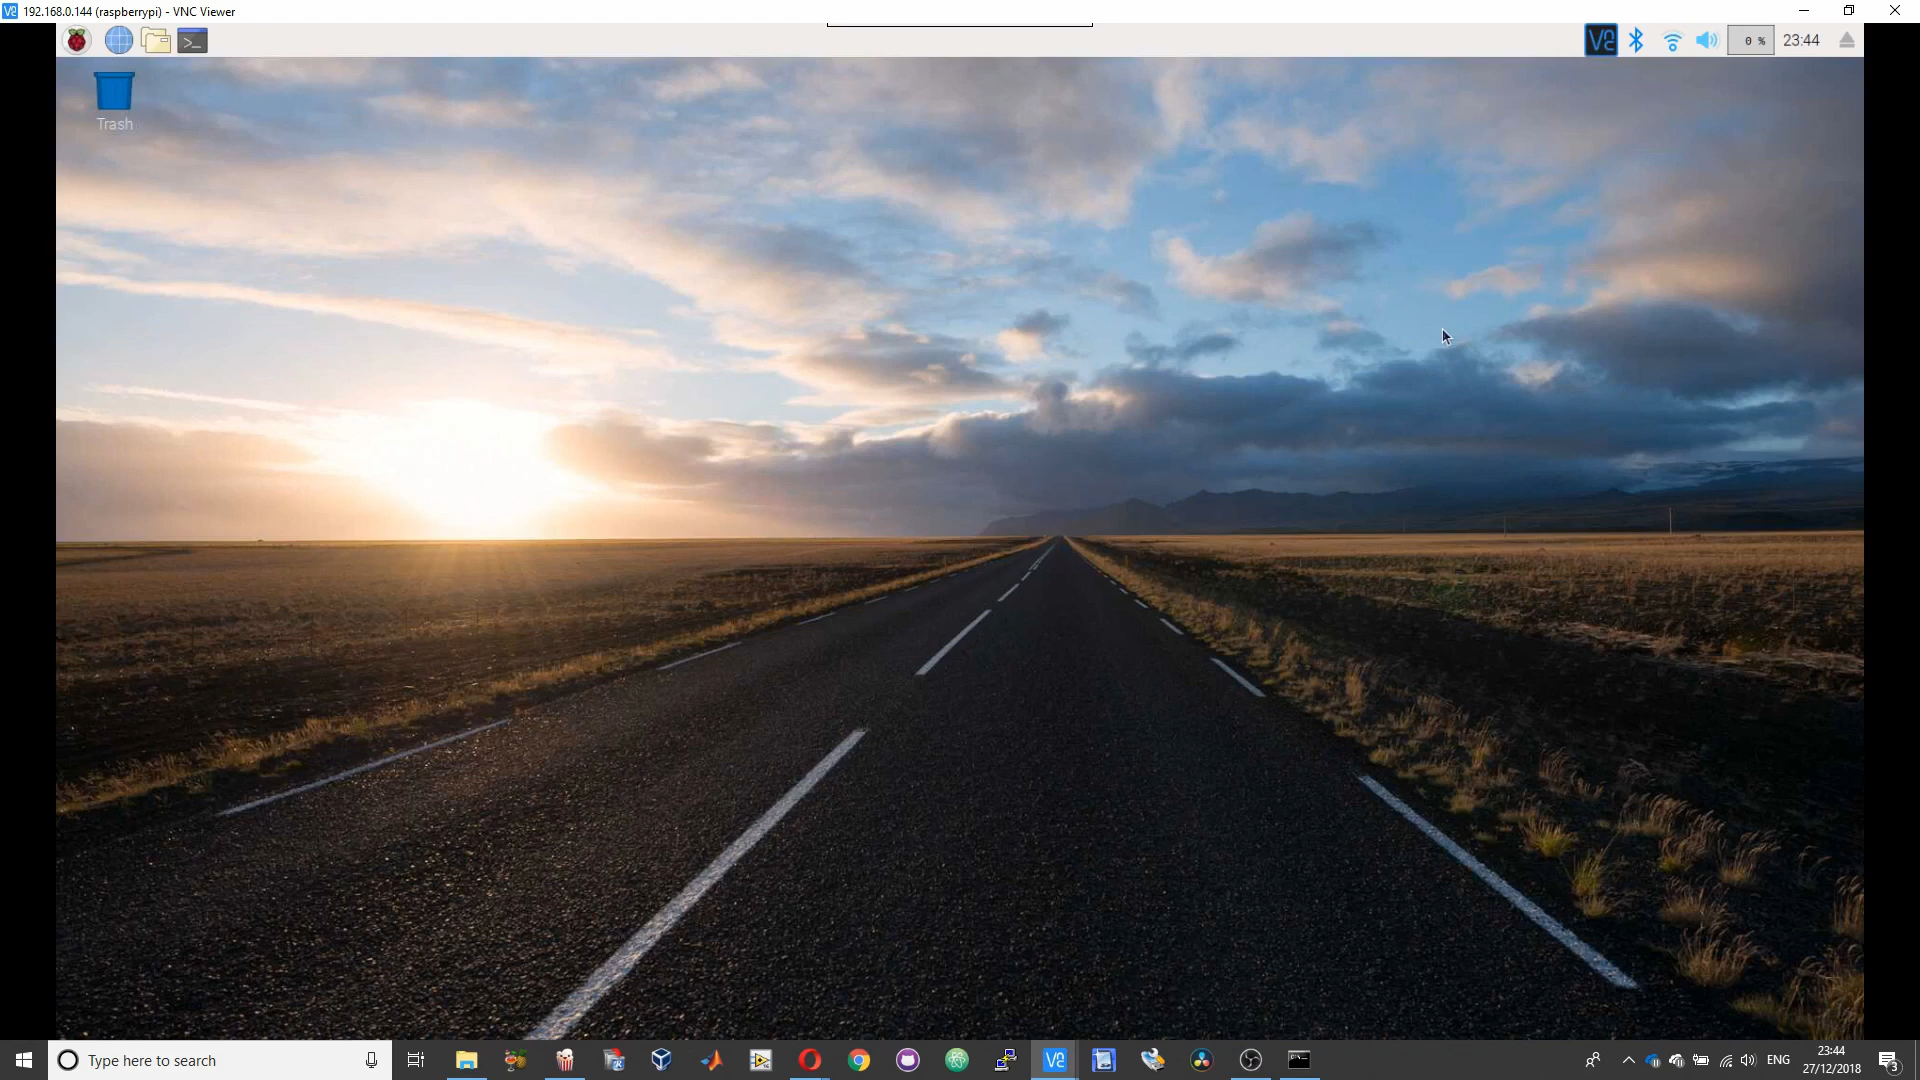 192.168.0.144 (raspberrypi) - VNC Viewer
0 %
23:44
Trash
Type here to search
ENG
23:44
27/12/2018
3